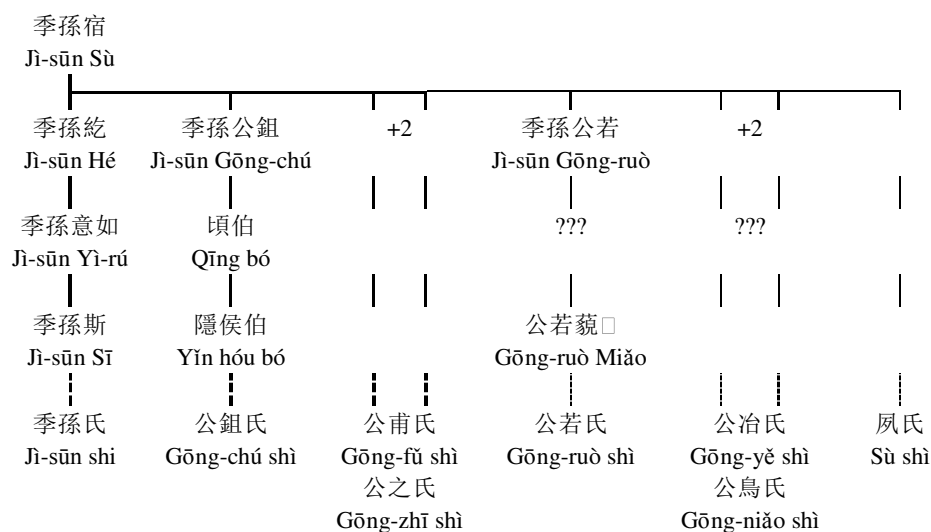 季孫宿
Jì-sūn Sù
季孫紇 季孫公鉏 +2 季孫公若 +2
Jì-sūn Hé Jì-sūn Gōng-chú Jì-sūn Gōng-ruò
季孫意如 頃伯 ??? ???
Jì-sūn Yì-rú Qīng bó
季孫斯 隱侯伯 公若藐□
Jì-sūn Sī Yǐn hóu bó Gōng-ruò Miǎo
季孫氏 公鉏氏 公甫氏 公若氏 公冶氏 夙氏
Jì-sūn shi Gōng-chú shì Gōng-fǔ shì Gōng-ruò shì Gōng-yě shì Sù shì
公之氏 公鳥氏
Gōng-zhī shì Gōng-niǎo shì